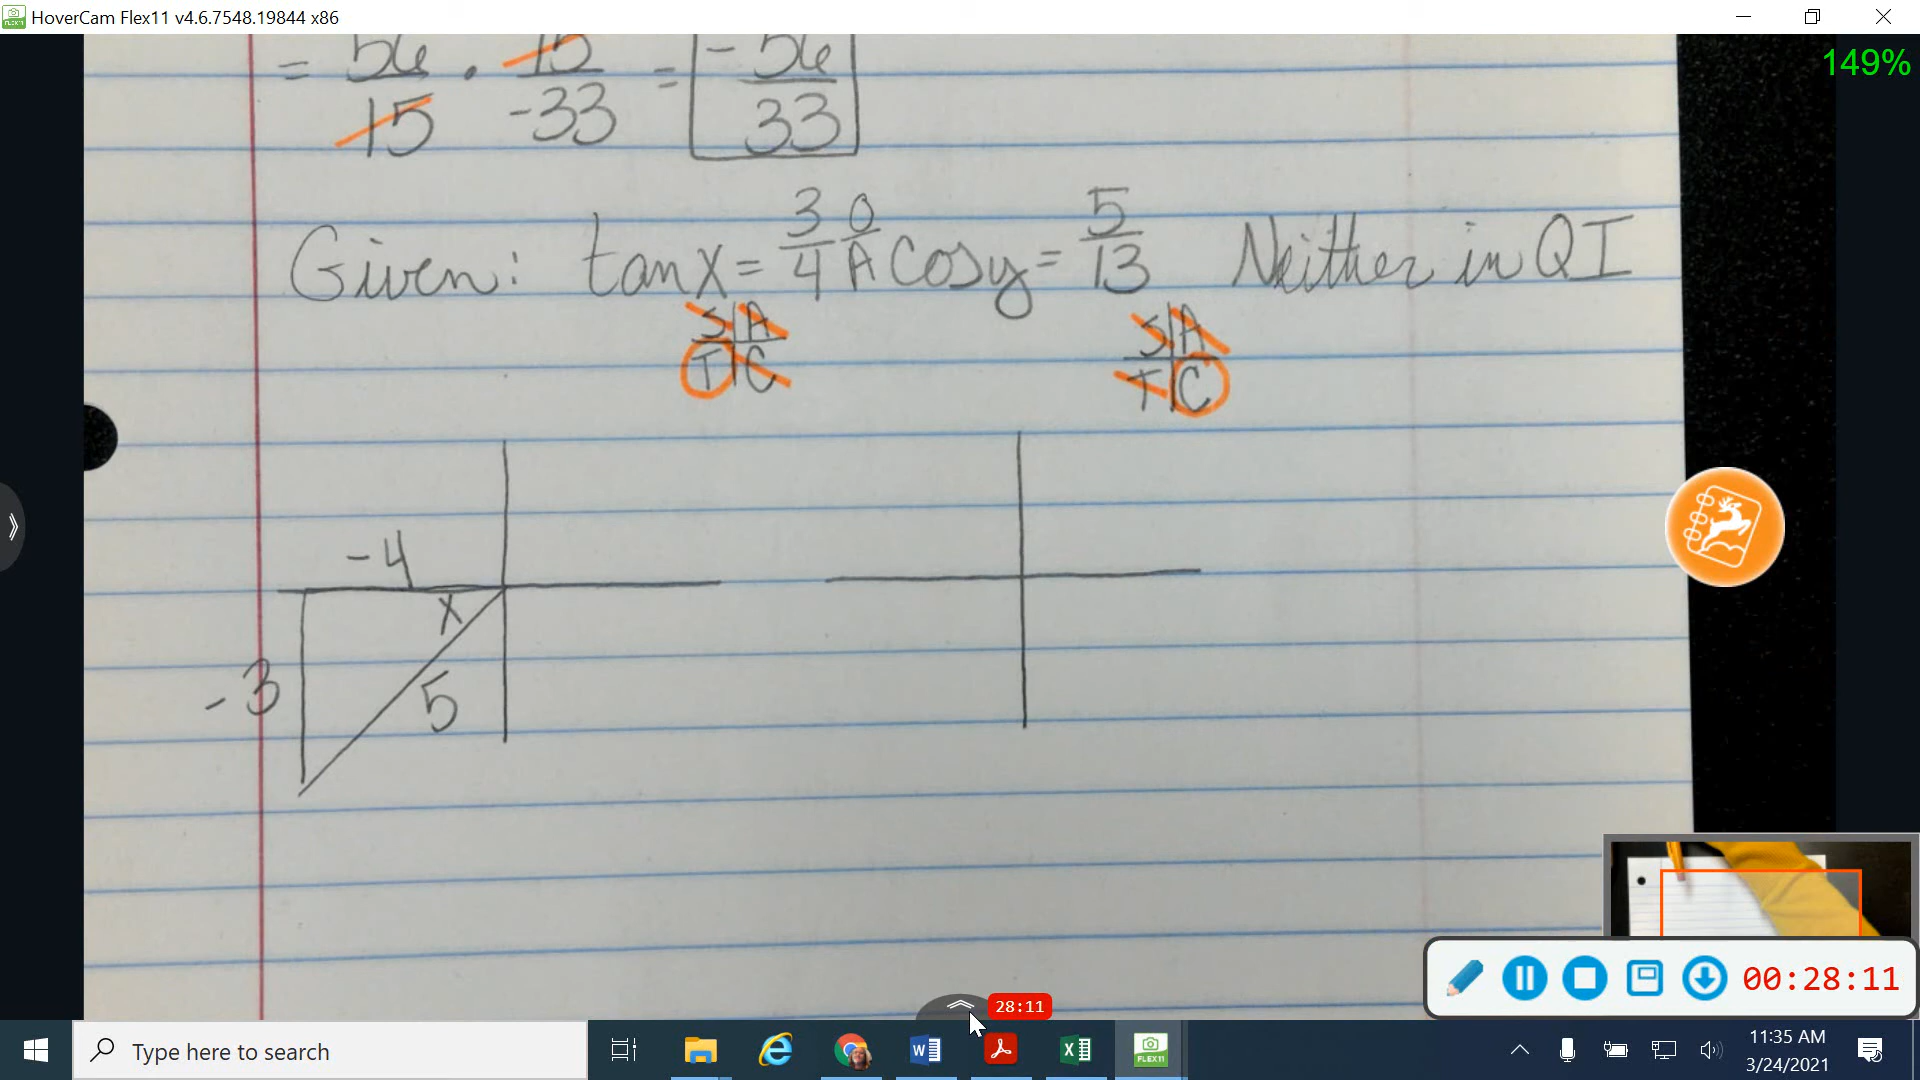 HoverCam Flex11 v4.6.7548.19844 x86
149%
= 56/15 · 15/-33 = -56/33
Given: tan x = 3/4 O/A Cos y = 5/13 Neither in QI
S A S A
T C T C
-4
x
-3
5
00:28:11
28:11
Type here to search
FLEX11
11:35 AM
3/24/2021